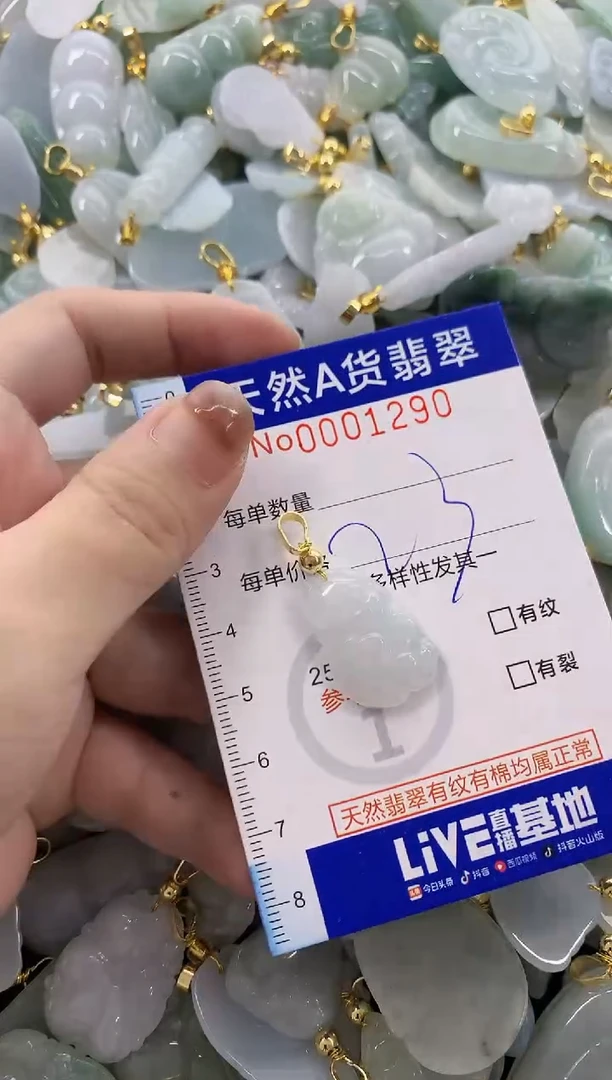 天然A货翡翠
No0001290
每单数量
每单价 多样性发其一
3
有纹
4
有裂
25
5
参
1
6
天然翡翠有纹有棉均属正常
7
LiVE直播基地
今日头条 抖音 西瓜视频 抖音火山版
8